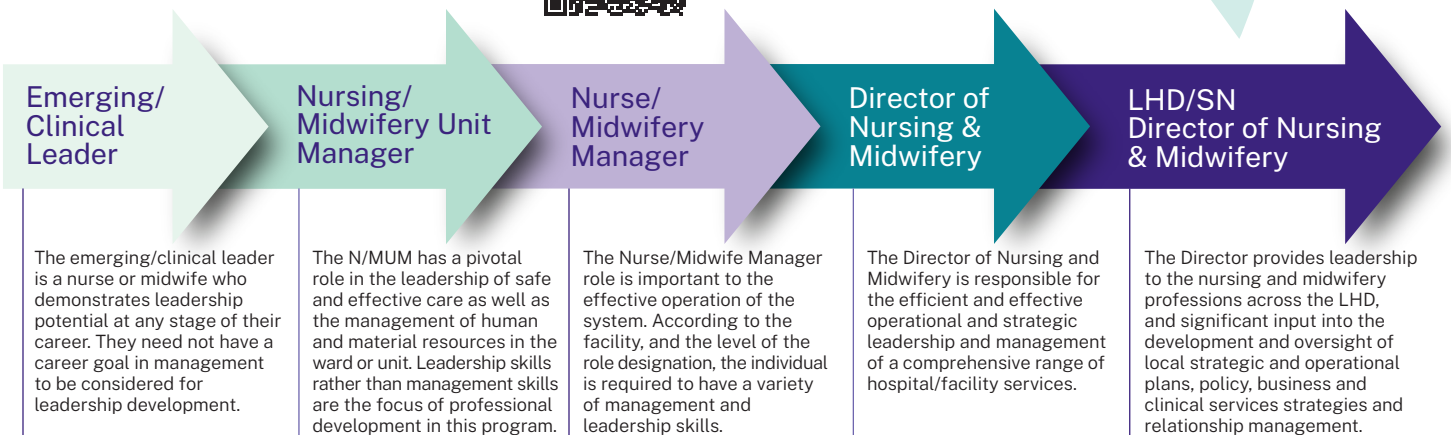 Emerging/
Clinical
Leader
The emerging/clinical leader
is a nurse or midwife who
demonstrates leadership
potential at any stage of their
career. They need not have a
career goal in management
to be considered for
leadership development.
Nursing/
Midwifery Unit
Manager
The N/MUM has a pivotal
role in the leadership of safe
and effective care as well as
the management of human
and material resources in the
ward or unit. Leadership skills
rather than management skills
are the focus of professional
development in this program.
Nurse/
Midwifery
Manager
The Nurse/Midwife Manager
role is important to the
effective operation of the
system. According to the
facility, and the level of the
role designation, the individual
is required to have a variety
of management and
leadership skills.
Director of
Nursing &
Midwifery
The Director of Nursing and
Midwifery is responsible for
the efficient and effective
operational and strategic
leadership and management
of a comprehensive range of
hospital/facility services.
LHD/SN
Director of Nursing
& Midwifery
The Director provides leadership
to the nursing and midwifery
professions across the LHD,
and significant input into the
development and oversight of
local strategic and operational
plans, policy, business and
clinical services strategies and
relationship management.